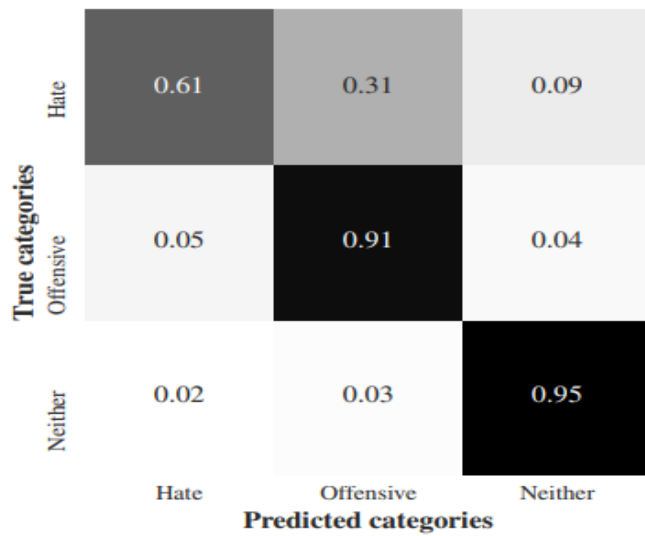 True categories
Hate
0.61 0.31 0.09
Offensive
0.05 0.91 0.04
Neither
0.02 0.03 0.95
Hate Offensive Neither
Predicted categories